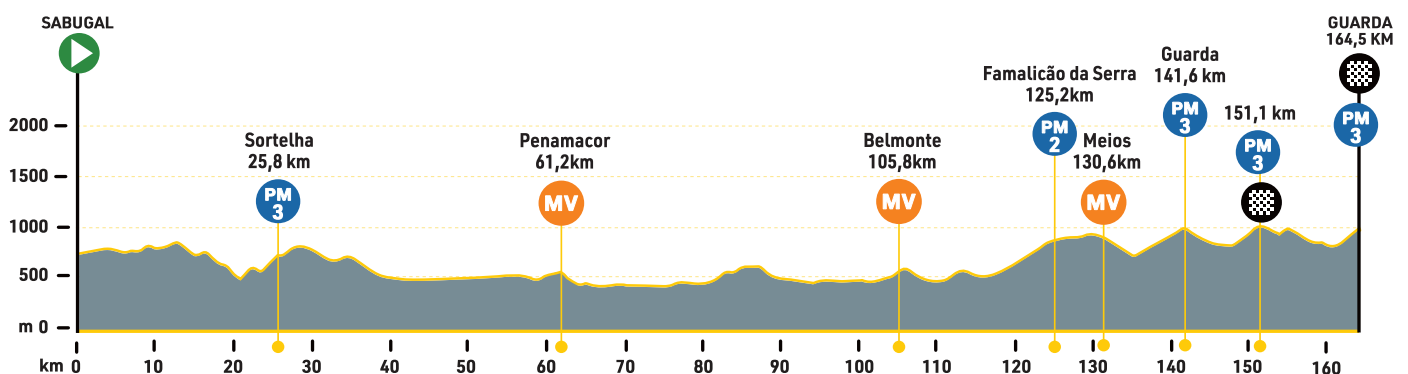 SABUGAL
GUARDA
164,5 KM
Guarda
141,6 km
Famalicão da Serra
125,2km
151,1 km
2000
PM
3
PM
2
PM
3
PM
3
Sortelha
25,8 km
Penamacor
61,2km
Belmonte
105,8km
Meios
130,6km
1500
PM
3
MV
MV
MV
1000
500
m 0
km 0 10 20 30 40 50 60 70 80 90 100 110 120 130 140 150 160